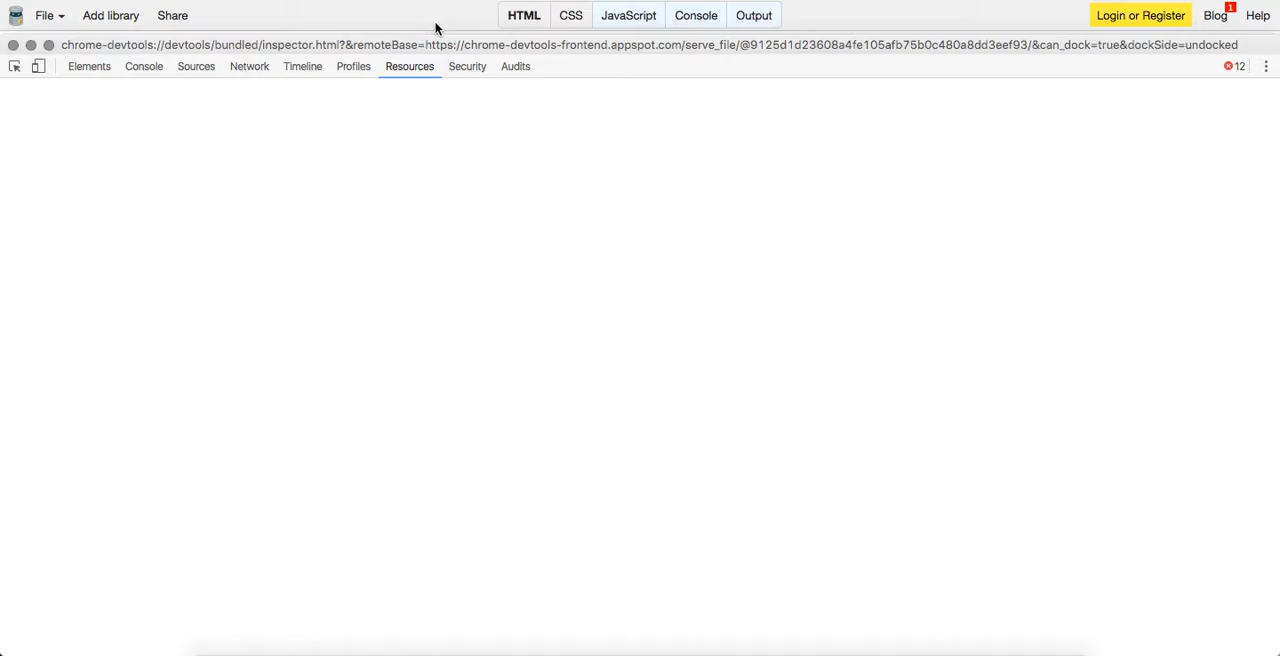 File Add library Share HTML CSS JavaScript Console Output Login or Register Blog 1 Help
chrome-devtools://devtools/bundled/inspector.html?&remoteBase=https://chrome-devtools-frontend.appspot.com/serve_file/@9125d1d23608a4fe105afb75b0c480a8dd3eef93/&can_dock=true&dockSide=undocked
Elements Console Sources Network Timeline Profiles Resources Security Audits 12